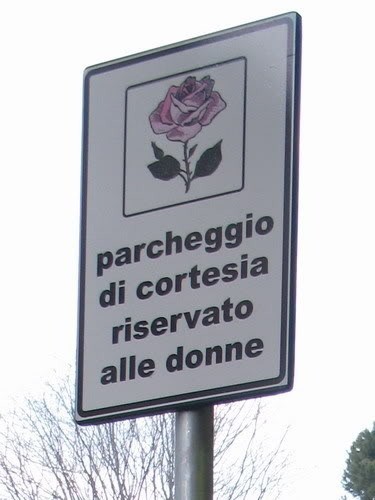 parcheggio
di cortesia
riservato
alle donne